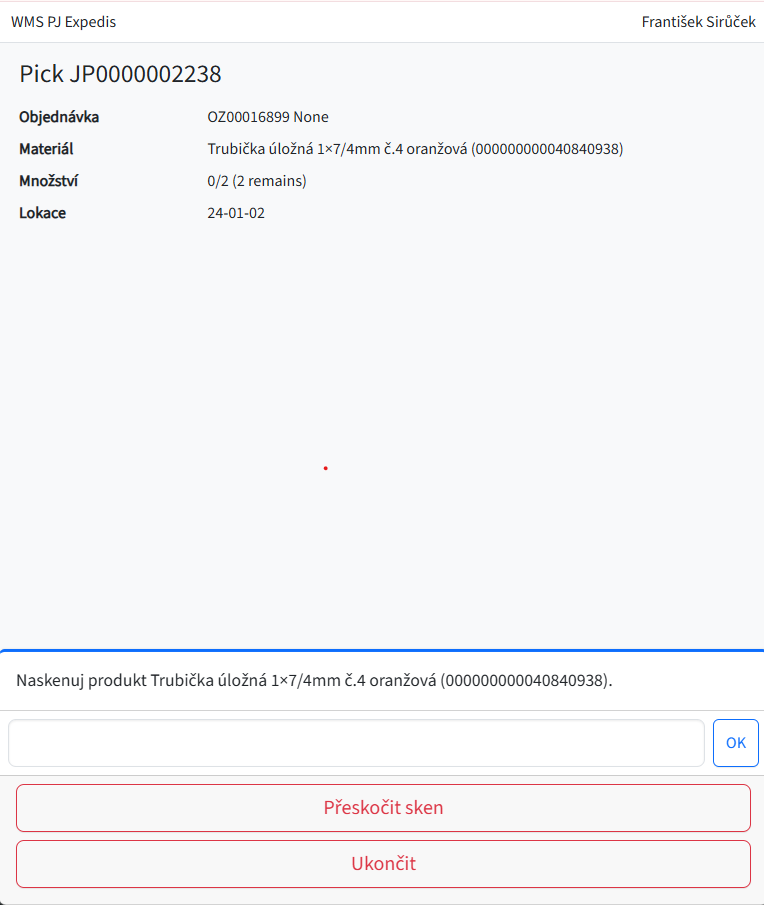 WMS PJ Expedis František Sirůček
Pick JP0000002238
Objednávka OZ00016899 None
Materiál Trubička úložná 1×7/4mm č.4 oranžová (000000000040840938)
Množství 0/2 (2 remains)
Lokace 24-01-02
Naskenuj produkt Trubička úložná 1×7/4mm č.4 oranžová (000000000040840938).
OK
Přeskočit sken
Ukončit